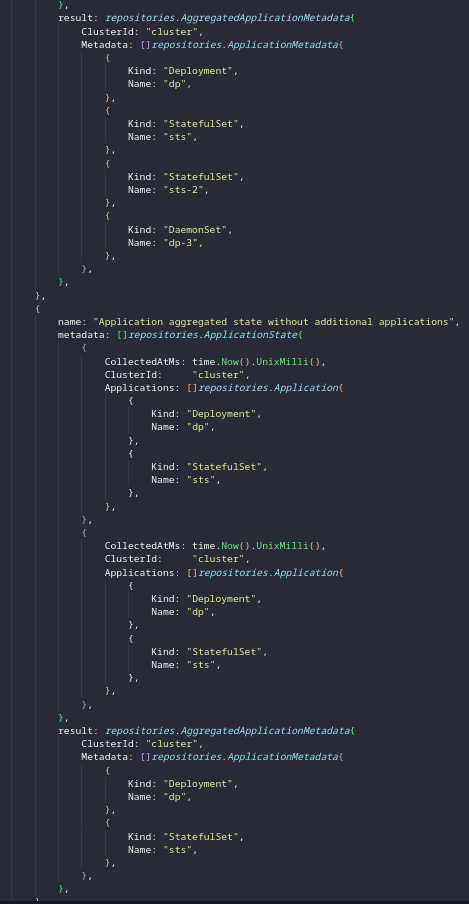 },
result: repositories.AggregatedApplicationMetadata{
ClusterId: "cluster",
Metadata: []repositories.ApplicationMetadata{
{
Kind: "Deployment",
Name: "dp",
},
{
Kind: "StatefulSet",
Name: "sts",
},
{
Kind: "StatefulSet",
Name: "sts-2",
},
{
Kind: "DaemonSet",
Name: "dp-3",
},
},
},
},
{
name: "Application aggregated state without additional applications",
metadata: []repositories.ApplicationState{
{
CollectedAtMs: time.Now().UnixMilli(),
ClusterId: "cluster",
Applications: []repositories.Application{
{
Kind: "Deployment",
Name: "dp",
},
{
Kind: "StatefulSet",
Name: "sts",
},
},
},
{
CollectedAtMs: time.Now().UnixMilli(),
ClusterId: "cluster",
Applications: []repositories.Application{
{
Kind: "Deployment",
Name: "dp",
},
{
Kind: "StatefulSet",
Name: "sts",
},
},
},
},
result: repositories.AggregatedApplicationMetadata{
ClusterId: "cluster",
Metadata: []repositories.ApplicationMetadata{
{
Kind: "Deployment",
Name: "dp",
},
{
Kind: "StatefulSet",
Name: "sts",
},
},
},